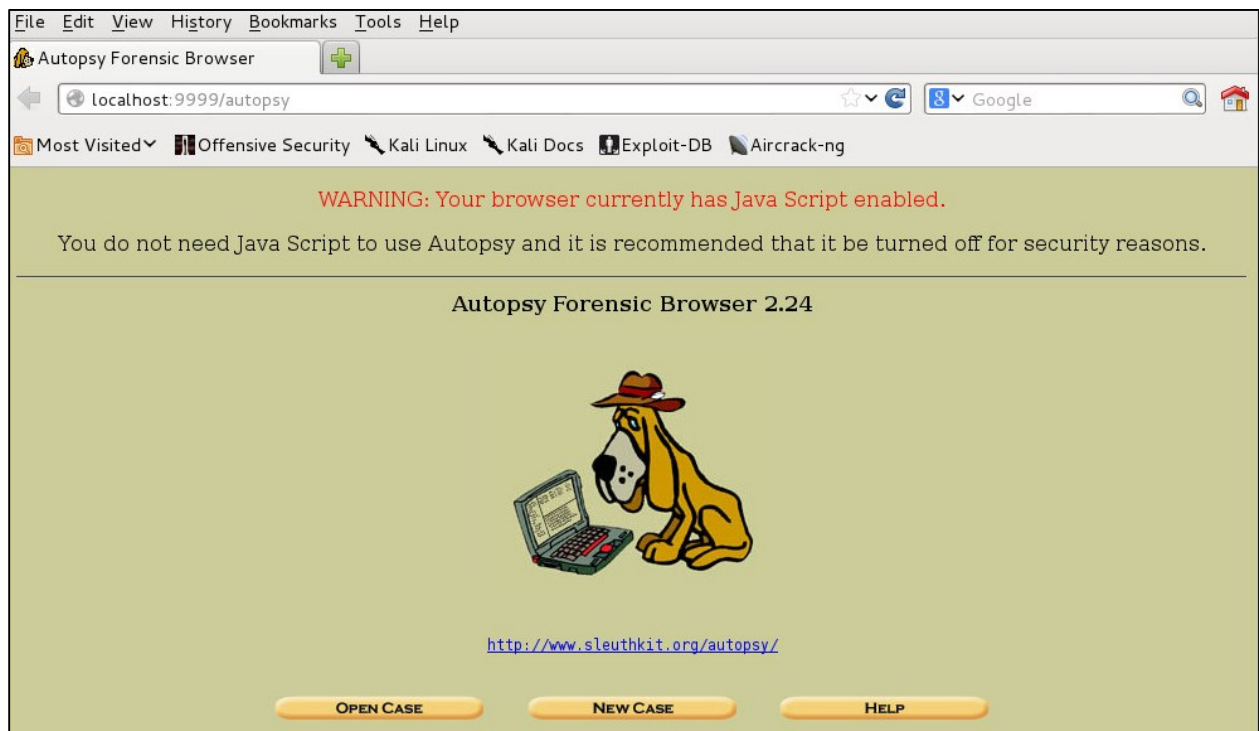 File Edit View History Bookmarks Tools Help
Autopsy Forensic Browser
localhost:9999/autopsy
Google
Most Visited Offensive Security Kali Linux Kali Docs Exploit-DB Aircrack-ng
WARNING: Your browser currently has Java Script enabled.
You do not need Java Script to use Autopsy and it is recommended that it be turned off for security reasons.
Autopsy Forensic Browser 2.24
http://www.sleuthkit.org/autopsy/
OPEN CASE NEW CASE HELP